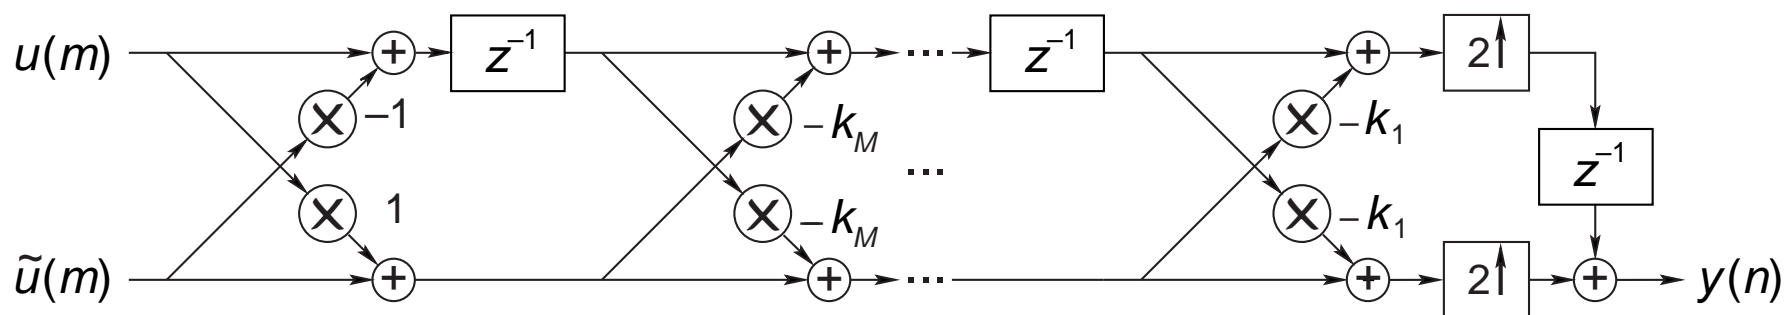 u(m) + z⁻¹ + ... z⁻¹ + 2↑
× –1 × –k_M × –k₁
... z⁻¹
× 1 × –k_M × –k₁
ũ(m) + + ... + 2↑ + y(n)